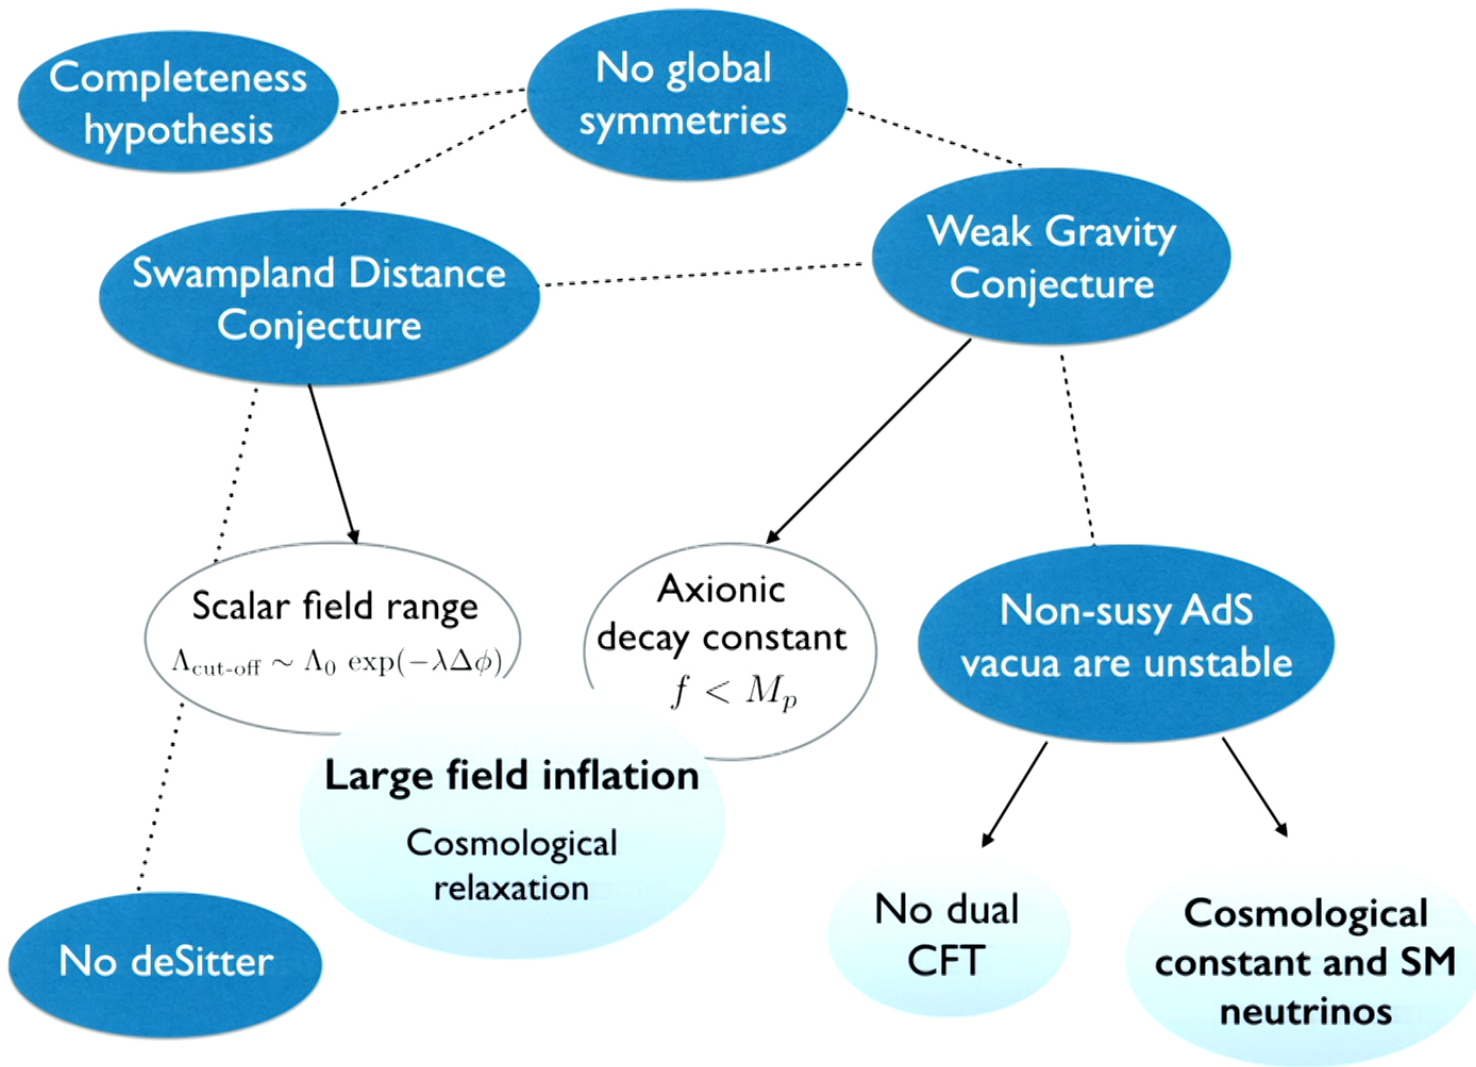 Completeness
hypothesis
No global
symmetries
Swampland Distance
Conjecture
Weak Gravity
Conjecture
Scalar field range
Λcut-off ∼ Λ0 exp(−λΔϕ)
Axionic
decay constant
f < Mp
Non-susy AdS
vacua are unstable
Large field inflation
Cosmological
relaxation
No deSitter
No dual
CFT
Cosmological
constant and SM
neutrinos